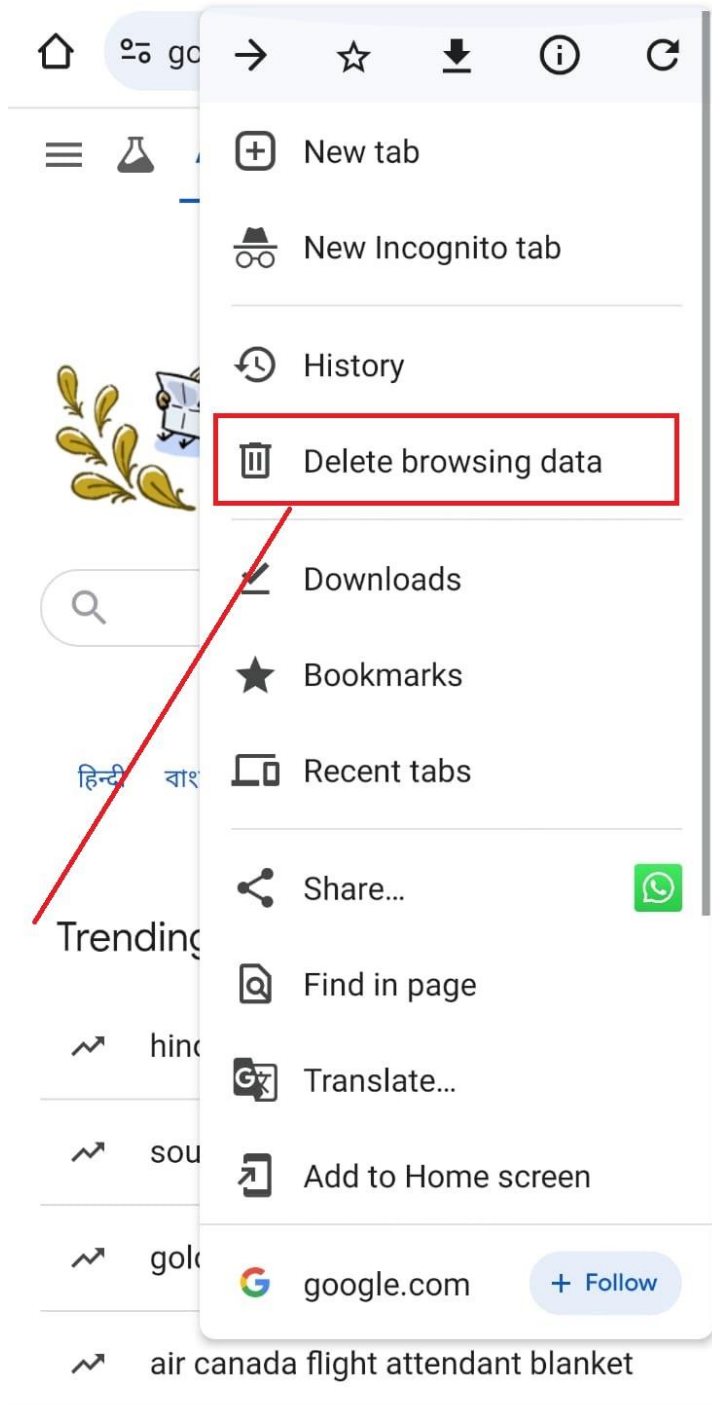 New tab
New Incognito tab
History
Delete browsing data
Downloads
Bookmarks
हिन्दी
Recent tabs
Share...
Trending
Find in page
Translate...
Add to Home screen
google.com
+ Follow
air canada flight attendant blanket